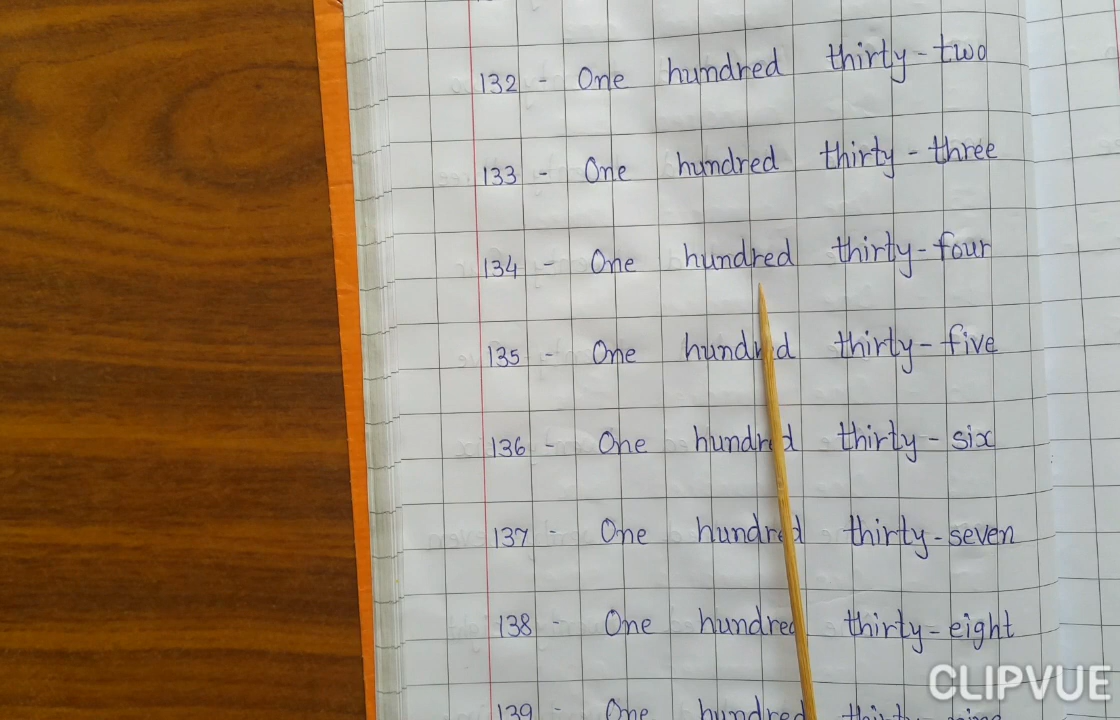 132 - One hundred thirty-two
133 - One hundred thirty-three
134 - One hundred thirty-four
135 - One hundred thirty-five
136 - One hundred thirty-six
137 - One hundred thirty-seven
138 - One hundred thirty-eight
139 - One hundred thirty-nine
CLIPVUE